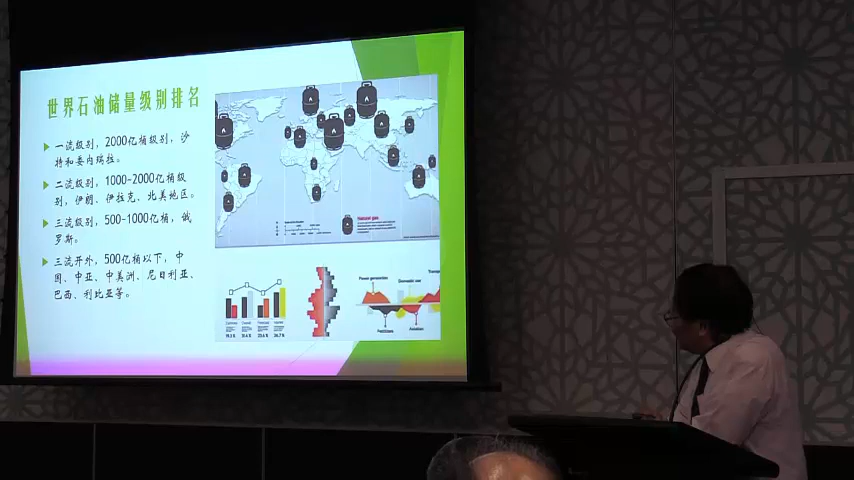 世界石油储量级别排名
一流级别，2000亿桶级别，沙
特和委内瑞拉。
二流级别，1000-2000亿桶级
别，伊朗、伊拉克、北美地区。
三流级别，500-1000亿桶，俄
罗斯。
三流开外，500亿桶以下，中
国、中亚、中美洲、尼日利亚、
巴西、利比亚等。
Natural gas
Power generation
Domestic use
Fertilizers
Aviation